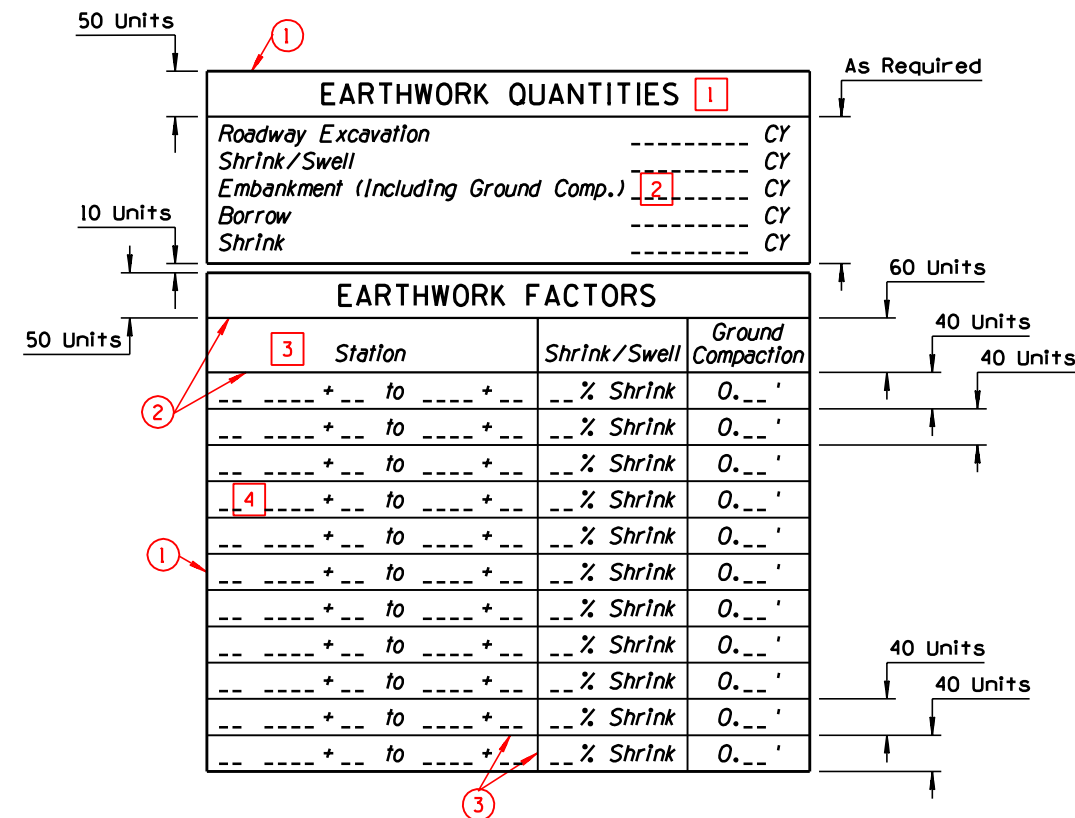 50 Units
1
As Required
EARTHWORK QUANTITIES 1
Roadway Excavation _______ CY
Shrink/Swell _______ CY
Embankment (Including Ground Comp.) 2 _______ CY
10 Units
Borrow _______ CY
Shrink _______ CY
60 Units
EARTHWORK FACTORS
50 Units
40 Units
40 Units
3 Station
Shrink/Swell
Ground Compaction
__ ____+__ to ____+__ __% Shrink 0.__'
2
__ ____+__ to ____+__ __% Shrink 0.__'
__ ____+__ to ____+__ __% Shrink 0.__'
4
__ ____+__ to ____+__ __% Shrink 0.__'
__ ____+__ to ____+__ __% Shrink 0.__'
1
__ ____+__ to ____+__ __% Shrink 0.__'
__ ____+__ to ____+__ __% Shrink 0.__'
__ ____+__ to ____+__ __% Shrink 0.__'
40 Units
__ ____+__ to ____+__ __% Shrink 0.__'
40 Units
__ ____+__ to ____+__ __% Shrink 0.__'
__ ____+__ to ____+__ __% Shrink 0.__'
3